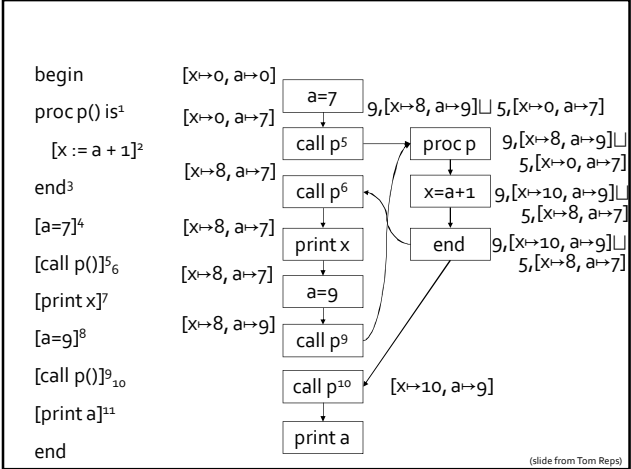 begin
proc p() is¹
[x := a + 1]²
end³
[a=7]⁴
[call p()]⁵₆
[print x]⁷
[a=9]⁸
[call p()]⁹₁₀
[print a]¹¹
end
[x↦0, a↦0]
a=7
[x↦0, a↦7]
call p⁵
[x↦8, a↦7]
call p⁶
[x↦8, a↦7]
print x
[x↦8, a↦7]
a=9
[x↦8, a↦9]
call p⁹
call p¹⁰
[x↦10, a↦9]
print a
9,[x↦8, a↦9]⊔ 5,[x↦0, a↦7]
proc p
9,[x↦8, a↦9]⊔
5,[x↦0, a↦7]
x=a+1
9,[x↦10, a↦9]⊔
5,[x↦8, a↦7]
end
9,[x↦10, a↦9]⊔
5,[x↦8, a↦7]
(slide from Tom Reps)